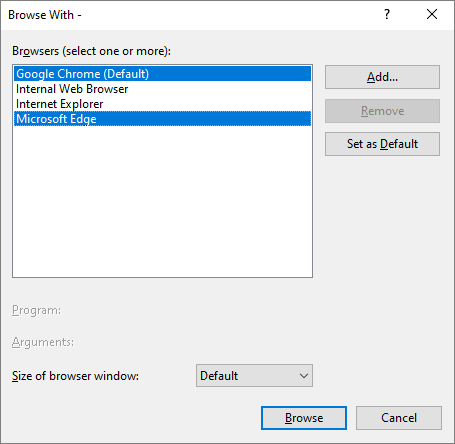 Browse With -
?
Browsers (select one or more):
Google Chrome (Default)
Internal Web Browser
Internet Explorer
Microsoft Edge
Add...
Remove
Set as Default
Program:
Arguments:
Size of browser window:
Default
Browse
Cancel